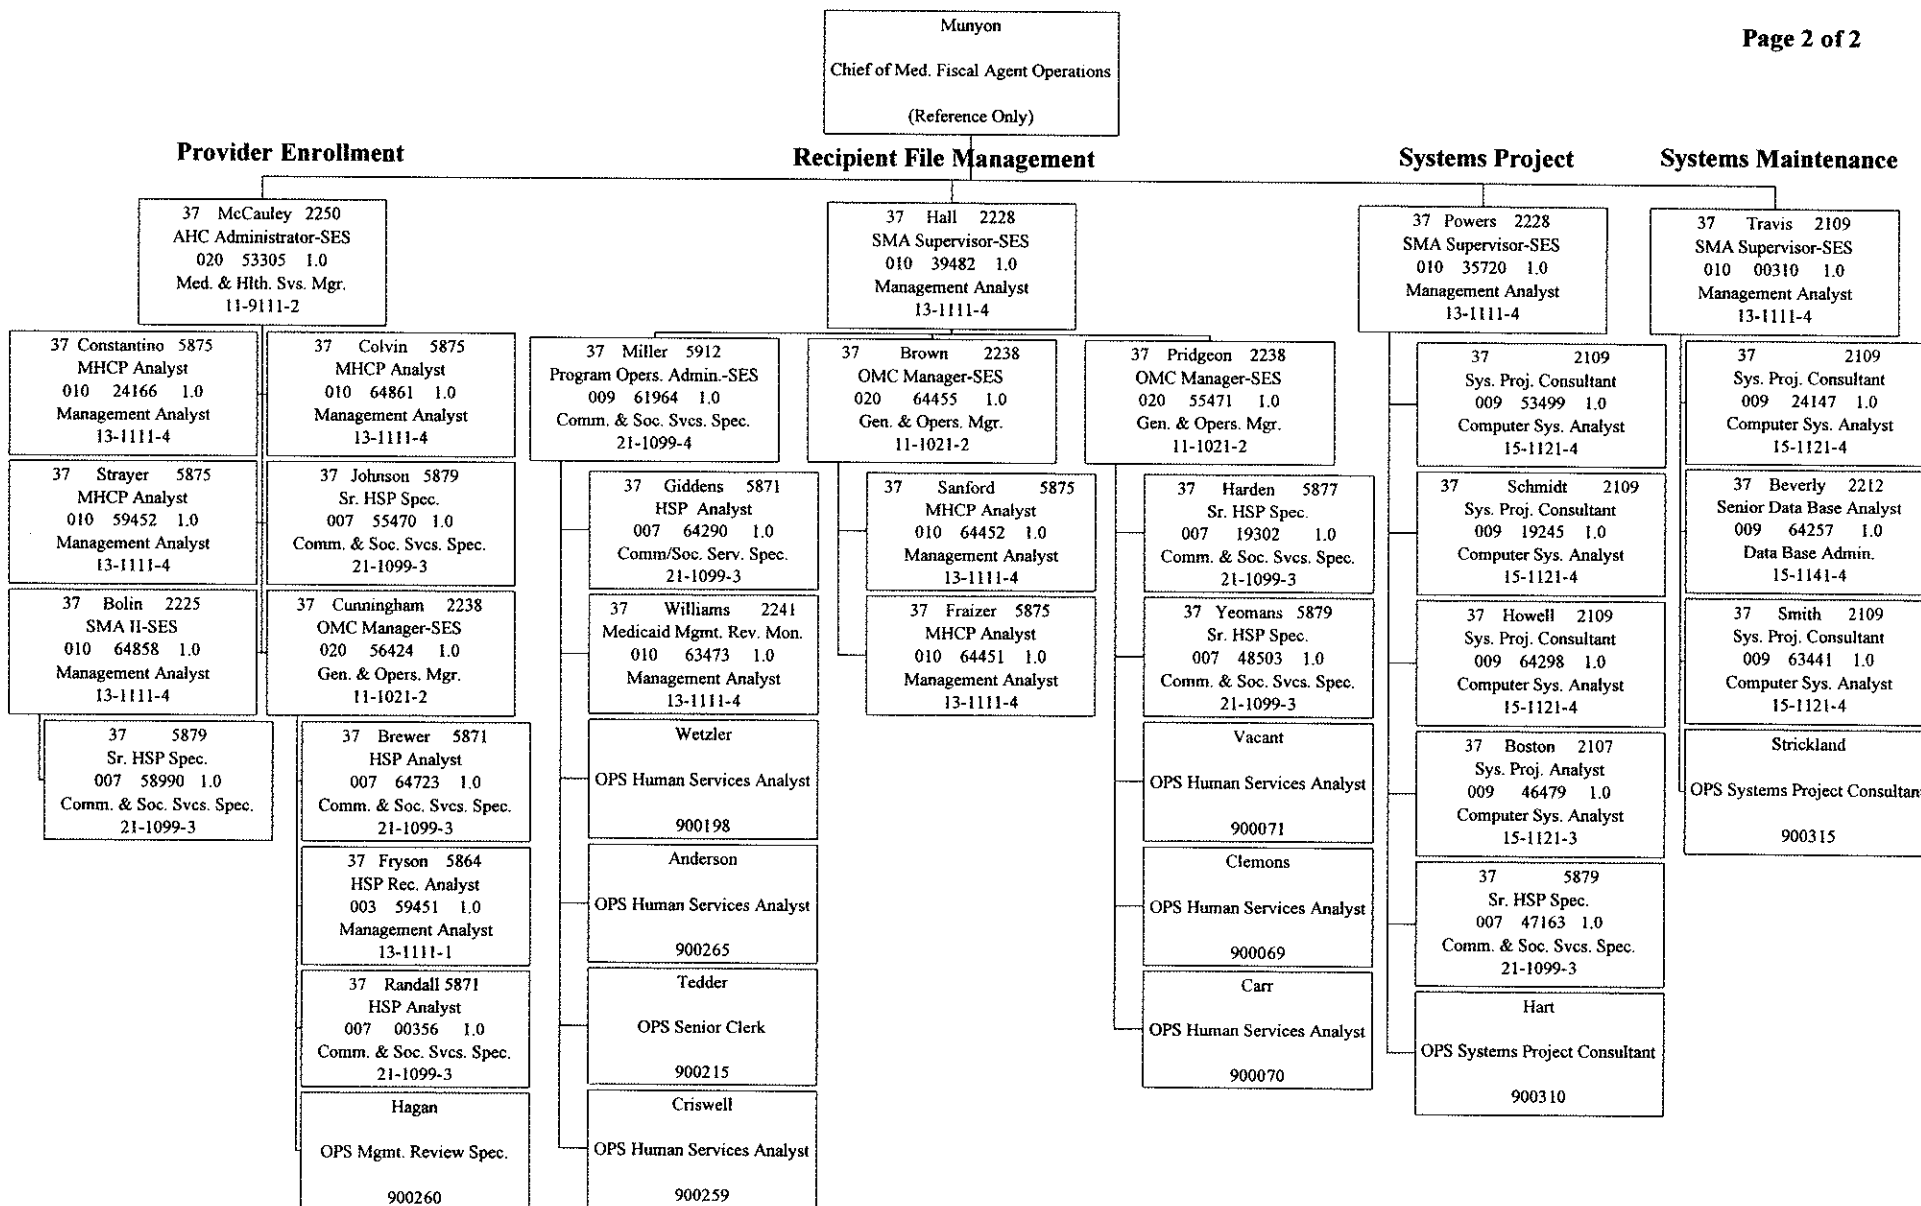 Page 2 of 2
Munyon
Chief of Med. Fiscal Agent Operations
(Reference Only)
Provider Enrollment
Recipient File Management
Systems Project
Systems Maintenance
37 McCauley 2250
AHC Administrator-SES
020 53305 1.0
Med. & Hlth. Svs. Mgr.
11-9111-2
37 Hall 2228
SMA Supervisor-SES
010 39482 1.0
Management Analyst
13-1111-4
37 Powers 2228
SMA Supervisor-SES
010 35720 1.0
Management Analyst
13-1111-4
37 Travis 2109
SMA Supervisor-SES
010 00310 1.0
Management Analyst
13-1111-4
37 Constantino 5875
MHCP Analyst
010 24166 1.0
Management Analyst
13-1111-4
37 Colvin 5875
MHCP Analyst
010 64861 1.0
Management Analyst
13-1111-4
37 Strayer 5875
MHCP Analyst
010 59452 1.0
Management Analyst
13-1111-4
37 Johnson 5879
Sr. HSP Spec.
007 55470 1.0
Comm. & Soc. Svcs. Spec.
21-1099-3
37 Bolin 2225
SMA II-SES
010 64858 1.0
Management Analyst
13-1111-4
37 Cunningham 2238
OMC Manager-SES
020 56424 1.0
Gen. & Opers. Mgr.
11-1021-2
37 5879
Sr. HSP Spec.
007 58990 1.0
Comm. & Soc. Svcs. Spec.
21-1099-3
37 Brewer 5871
HSP Analyst
007 64723 1.0
Comm. & Soc. Svcs. Spec.
21-1099-3
37 Fryson 5864
HSP Rec. Analyst
003 59451 1.0
Management Analyst
13-1111-1
37 Randall 5871
HSP Analyst
007 00356 1.0
Comm. & Soc. Svcs. Spec.
21-1099-3
Hagan
OPS Mgmt. Review Spec.
900260
37 Miller 5912
Program Opers. Admin.-SES
009 61964 1.0
Comm. & Soc. Svcs. Spec.
21-1099-4
37 Giddens 5871
HSP Analyst
007 64290 1.0
Comm/Soc. Serv. Spec.
21-1099-3
37 Williams 2241
Medicaid Mgmt. Rev. Mon.
010 63473 1.0
Management Analyst
13-1111-4
Wetzler
OPS Human Services Analyst
900198
Anderson
OPS Human Services Analyst
900265
Tedder
OPS Senior Clerk
900215
Criswell
OPS Human Services Analyst
900259
37 Brown 2238
OMC Manager-SES
020 64455 1.0
Gen. & Opers. Mgr.
11-1021-2
37 Sanford 5875
MHCP Analyst
010 64452 1.0
Management Analyst
13-1111-4
37 Fraizer 5875
MHCP Analyst
010 64451 1.0
Management Analyst
13-1111-4
37 Pridgeon 2238
OMC Manager-SES
020 55471 1.0
Gen. & Opers. Mgr.
11-1021-2
37 Harden 5877
Sr. HSP Spec.
007 19302 1.0
Comm. & Soc. Svcs. Spec.
21-1099-3
37 Yeomans 5879
Sr. HSP Spec.
007 48503 1.0
Comm. & Soc. Svcs. Spec.
21-1099-3
Vacant
OPS Human Services Analyst
900071
Clemons
OPS Human Services Analyst
900069
Carr
OPS Human Services Analyst
900070
37 2109
Sys. Proj. Consultant
009 53499 1.0
Computer Sys. Analyst
15-1121-4
37 Schmidt 2109
Sys. Proj. Consultant
009 19245 1.0
Computer Sys. Analyst
15-1121-4
37 Howell 2109
Sys. Proj. Consultant
009 64298 1.0
Computer Sys. Analyst
15-1121-4
37 Boston 2107
Sys. Proj. Analyst
009 46479 1.0
Computer Sys. Analyst
15-1121-3
37 5879
Sr. HSP Spec.
007 47163 1.0
Comm. & Soc. Svcs. Spec.
21-1099-3
Hart
OPS Systems Project Consultant
900310
37 2109
Sys. Proj. Consultant
009 24147 1.0
Computer Sys. Analyst
15-1121-4
37 Beverly 2212
Senior Data Base Analyst
009 64257 1.0
Data Base Admin.
15-1141-4
37 Smith 2109
Sys. Proj. Consultant
009 63441 1.0
Computer Sys. Analyst
15-1121-4
Strickland
OPS Systems Project Consultant
900315